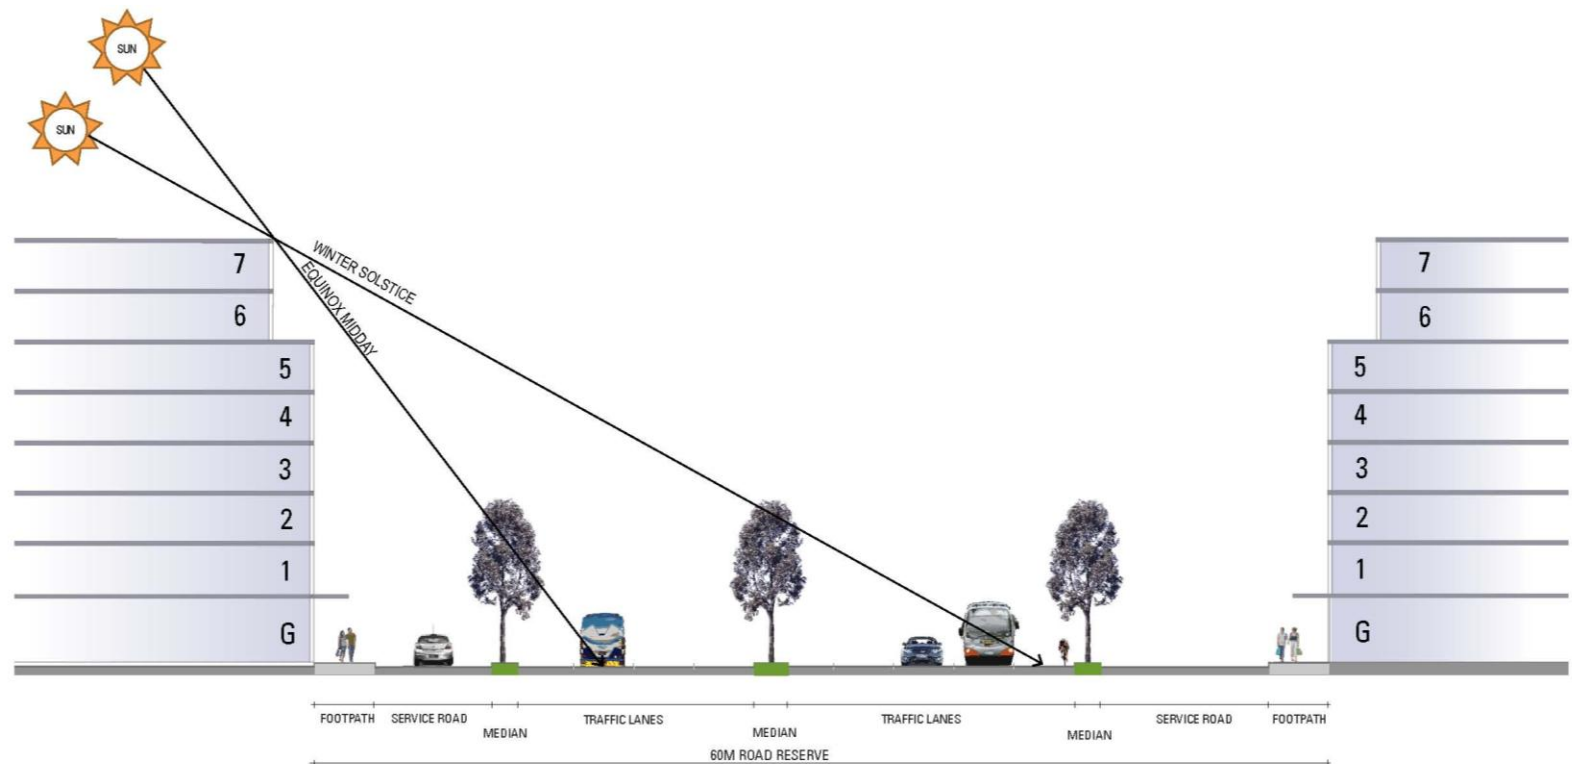 SUN
SUN
WINTER SOLSTICE
EQUINOX MIDDAY
7
6
5
4
3
2
1
G
7
6
5
4
3
2
1
G
FOOTPATH
SERVICE ROAD
MEDIAN
TRAFFIC LANES
MEDIAN
TRAFFIC LANES
MEDIAN
SERVICE ROAD
FOOTPATH
60M ROAD RESERVE